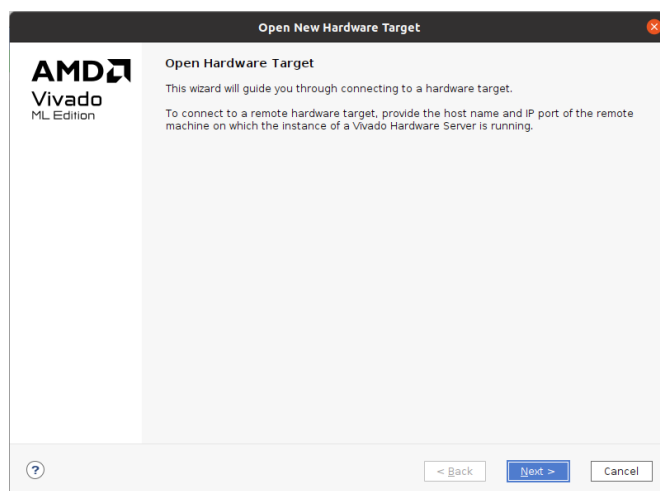 Open New Hardware Target
AMD
Vivado
ML Edition
Open Hardware Target
This wizard will guide you through connecting to a hardware target.
To connect to a remote hardware target, provide the host name and IP port of the remote
machine on which the instance of a Vivado Hardware Server is running.
?
< Back
Next >
Cancel